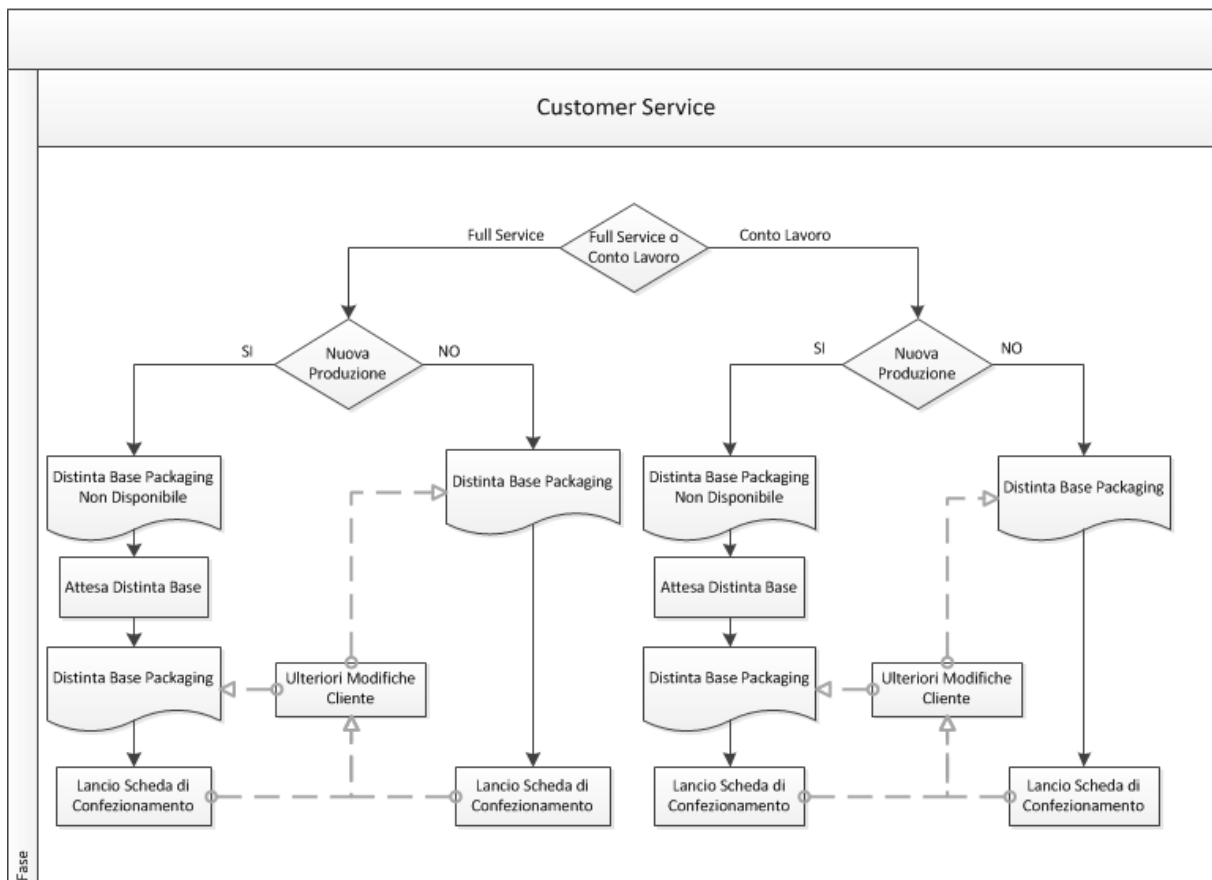 Customer Service
Full Service
Full Service o
Conto Lavoro
Conto Lavoro
SI
Nuova
Produzione
NO
SI
Nuova
Produzione
NO
Distinta Base Packaging
Non Disponibile
Distinta Base Packaging
Distinta Base Packaging
Non Disponibile
Distinta Base Packaging
Attesa Distinta Base
Attesa Distinta Base
Distinta Base Packaging
Ulteriori Modifiche
Cliente
Distinta Base Packaging
Ulteriori Modifiche
Cliente
Lancio Scheda di
Confezionamento
Lancio Scheda di
Confezionamento
Lancio Scheda di
Confezionamento
Lancio Scheda di
Confezionamento
Fase